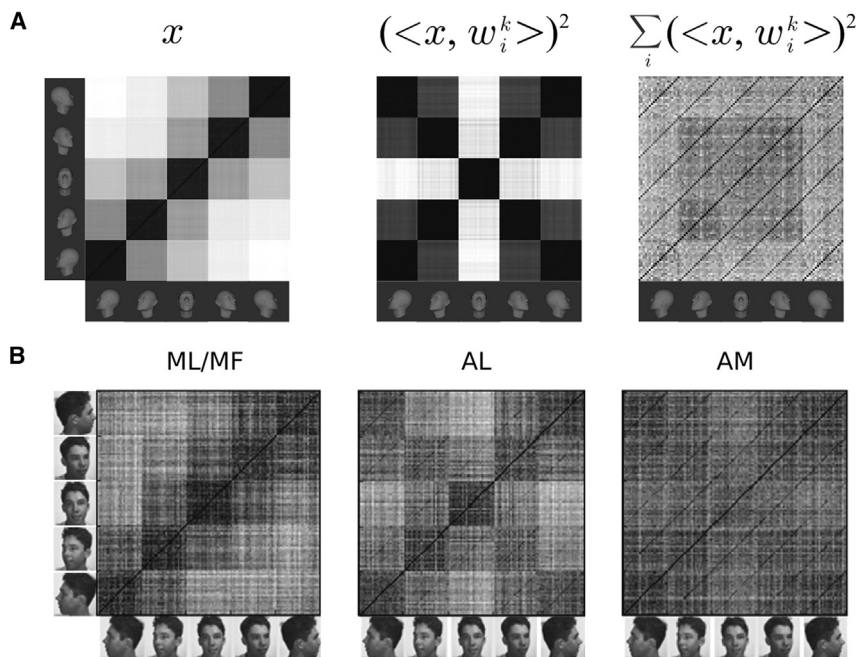 A
x
(<x, w_i^k>)²
∑_i(<x, w_i^k>)²
B
ML/MF
AL
AM